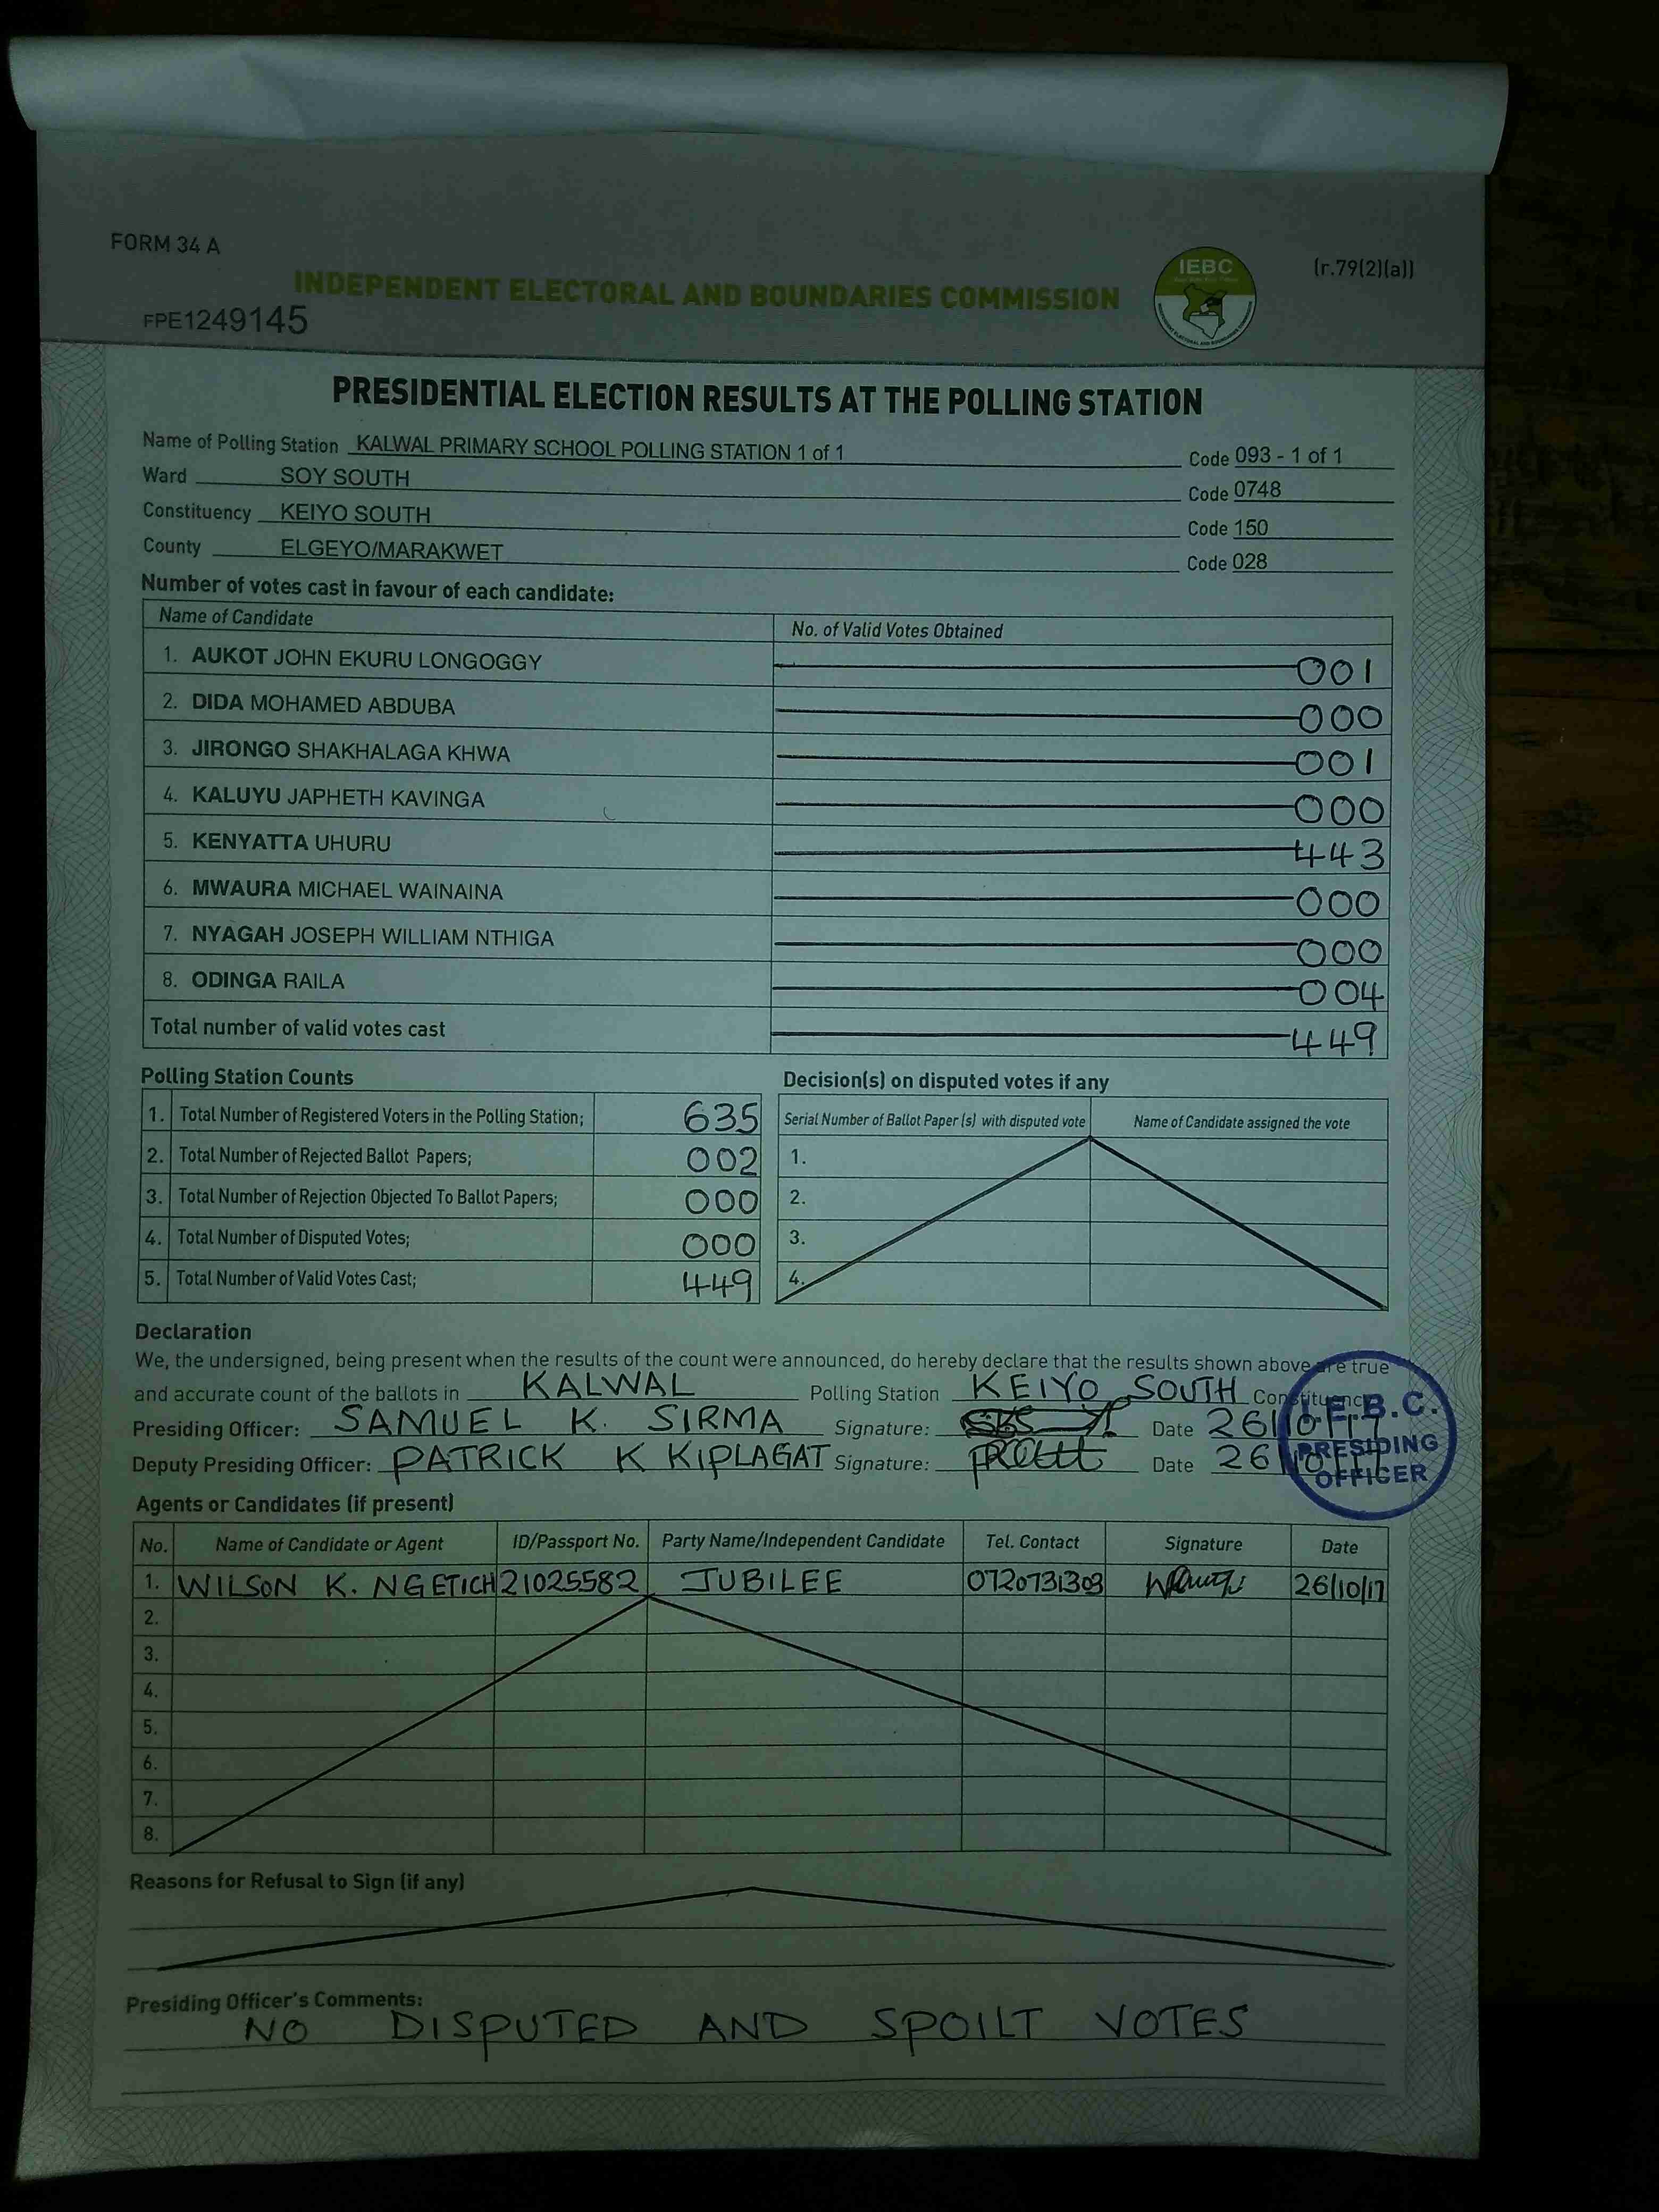 FORM 34 A
(r.79(2)(a))
IEBC
INDEPENDENT ELECTORAL AND BOUNDARIES COMMISSION
FPE1249145
PRESIDENTIAL ELECTION RESULTS AT THE POLLING STATION
Name of Polling Station KALWAL PRIMARY SCHOOL POLLING STATION 1 of 1 Code 093 - 1 of 1
Ward SOY SOUTH Code 0748
Constituency KEIYO SOUTH Code 150
County ELGEYO/MARAKWET Code 028
Number of votes cast in favour of each candidate:
Name of Candidate No. of Valid Votes Obtained
1. AUKOT JOHN EKURU LONGOGGY 001
2. DIDA MOHAMED ABDUBA 000
3. JIRONGO SHAKHALAGA KHWA 001
4. KALUYU JAPHETH KAVINGA 000
5. KENYATTA UHURU 443
6. MWAURA MICHAEL WAINAINA 000
7. NYAGAH JOSEPH WILLIAM NTHIGA 000
8. ODINGA RAILA 004
Total number of valid votes cast 449
Polling Station Counts
1. Total Number of Registered Voters in the Polling Station; 635
2. Total Number of Rejected Ballot Papers; 002
3. Total Number of Rejection Objected To Ballot Papers; 000
4. Total Number of Disputed Votes; 000
5. Total Number of Valid Votes Cast; 449
Decision(s) on disputed votes if any
Serial Number of Ballot Paper (s) with disputed vote Name of Candidate assigned the vote
1.
2.
3.
4.
Declaration
We, the undersigned, being present when the results of the count were announced, do hereby declare that the results shown above are true
and accurate count of the ballots in KALWAL Polling Station KEIYO SOUTH Constituency
Presiding Officer: SAMUEL K. SIRMA Signature: Date 26/10/17
Deputy Presiding Officer: PATRICK K KIPLAGAT Signature: Date 26/10/17
I.E.B.C.
PRESIDING
OFFICER
Agents or Candidates (if present)
No. Name of Candidate or Agent ID/Passport No. Party Name/Independent Candidate Tel. Contact Signature Date
1. WILSON K. NGETICH 21025582 JUBILEE 0720731303 26/10/17
2.
3.
4.
5.
6.
7.
8.
Reasons for Refusal to Sign (if any)
Presiding Officer's Comments:
NO DISPUTED AND SPOILT VOTES